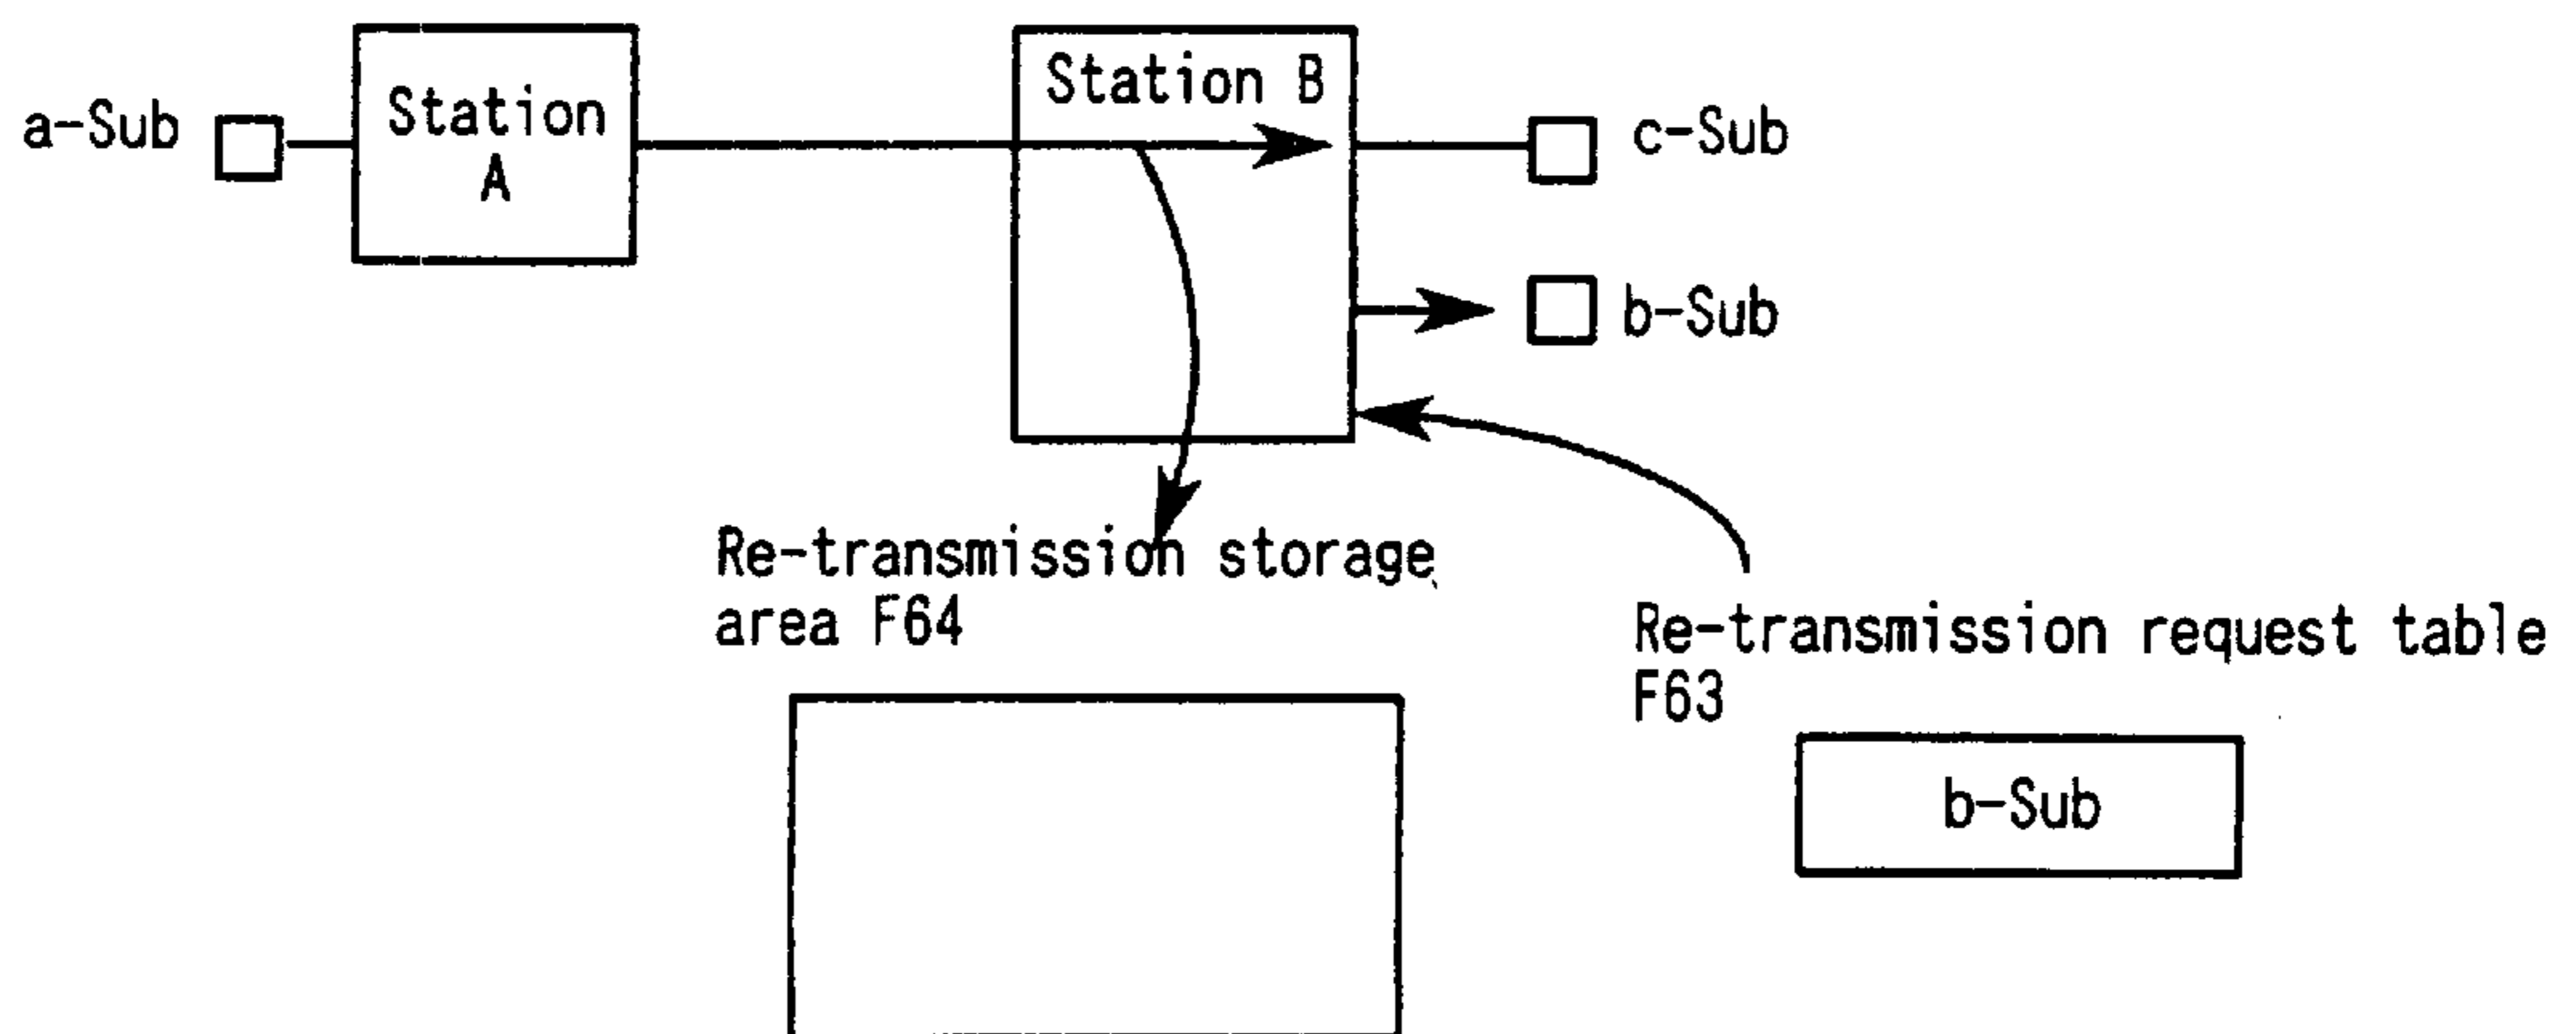 a-Sub
Station
A
Station B
c-Sub
b-Sub
Re-transmission storage
area F64
Re-transmission request table
F63
b-Sub